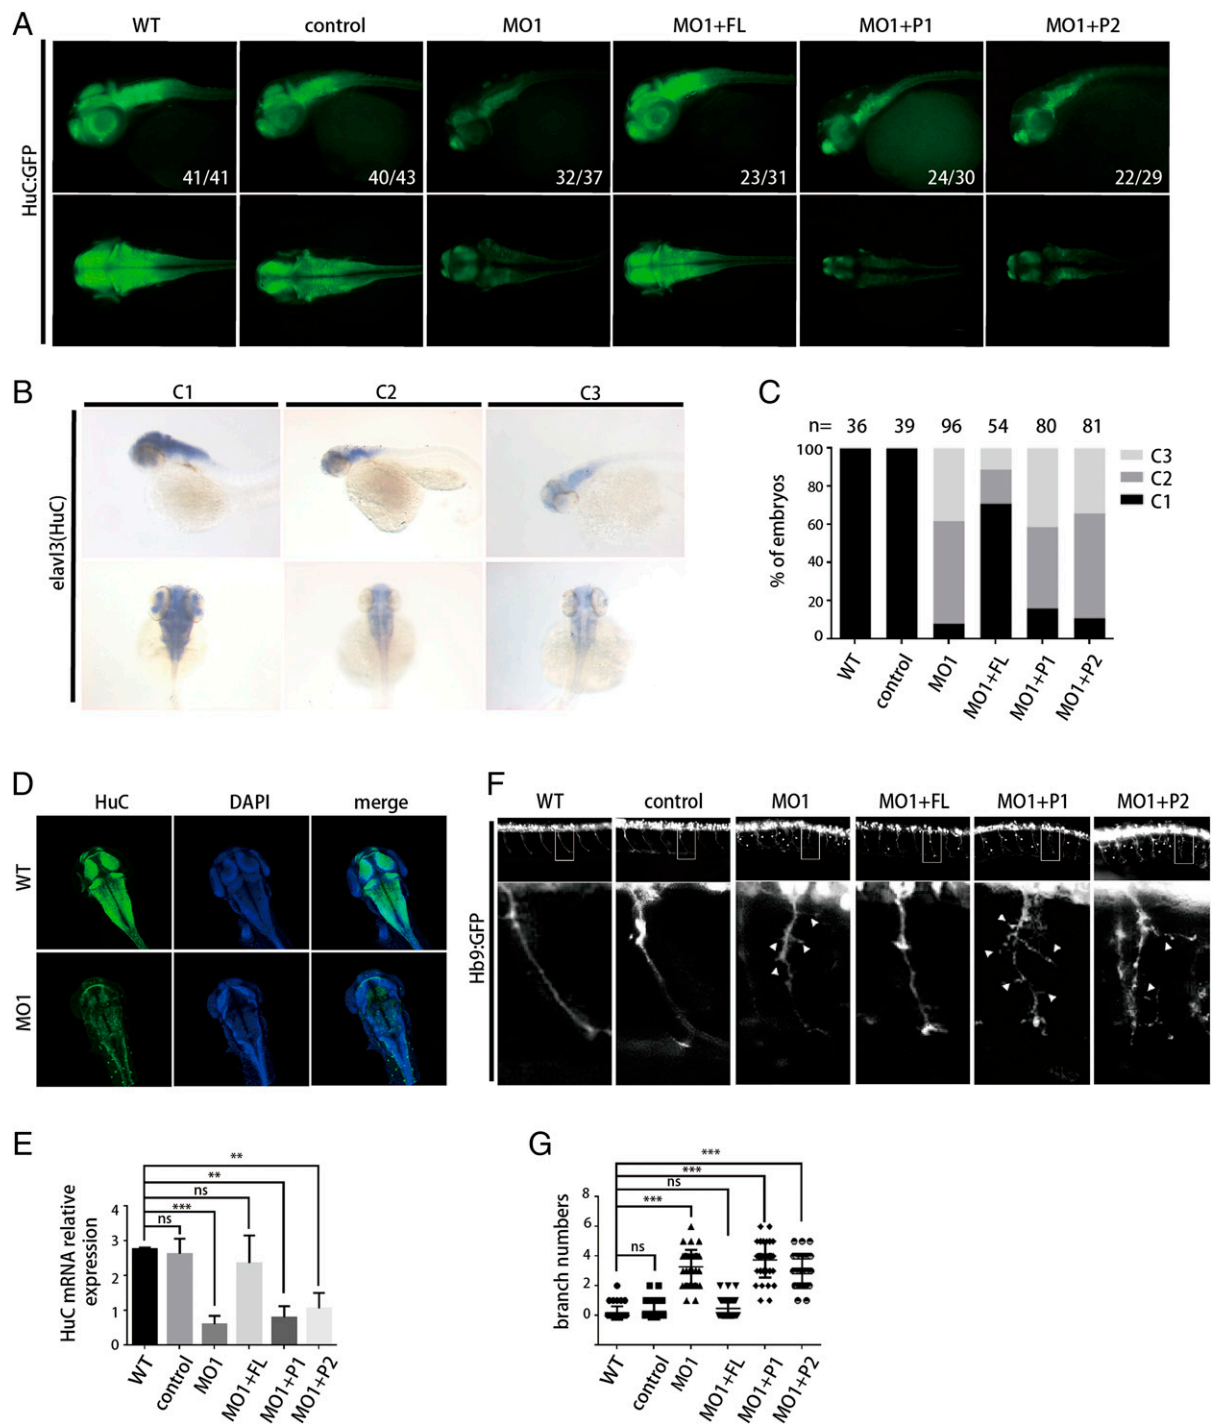 A
WT control MO1 MO1+FL MO1+P1 MO1+P2
HuC:GFP
41/41 40/43 32/37 23/31 24/30 22/29
B
C1 C2 C3
elavl3(HuC)
C
n= 36 39 96 54 80 81
% of embryos
100
80
60
40
20
0
C3
C2
C1
WT control MO1 MO1+FL MO1+P1 MO1+P2
D
HuC DAPI merge
WT
MO1
F
WT control MO1 MO1+FL MO1+P1 MO1+P2
Hb9:GFP
E
**
**
ns
***
ns
HuC mRNA relative
expression
4
3
2
1
0
WT control MO1 MO1+FL MO1+P1 MO1+P2
G
***
***
ns
***
ns
branch numbers
8
6
4
2
0
WT control MO1 MO1+FL MO1+P1 MO1+P2